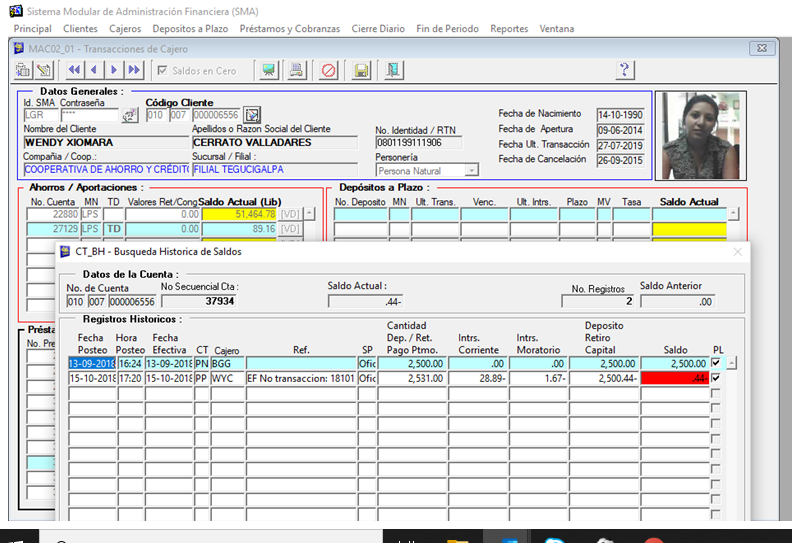 Sistema Modular de Administración Financiera (SMA)
Principal Clientes Cajeros Depositos a Plazo Préstamos y Cobranzas Cierre Diario Fin de Periodo Reportes Ventana
MAC02_01 - Transacciones de Cajero
Saldos en Cero
Datos Generales :
Id. SMA Contraseña Código Cliente
LGR **** 010 007 000006556
Nombre del Cliente Apellidos o Razon Social del Cliente No. Identidad / RTN
WENDY XIOMARA CERRATO VALLADARES 0801199111906
Compañia / Coop.: Sucursal / Filial : Personería
COOPERATIVA DE AHORRO Y CRÉDITO FILIAL TEGUCIGALPA Persona Natural
Fecha de Nacimiento 14-10-1990
Fecha de Apertura 09-06-2014
Fecha Ult. Transacción 27-07-2019
Fecha de Cancelación 26-09-2015
Ahorros / Aportaciones : Depósitos a Plazo :
No. Cuenta MN TD Valores Ret/Cong Saldo Actual (Lib) No. Deposito MN Ult. Trans. Venc. Ult. Intrs. Plazo MV Tasa Saldo Actual
22880 LPS 0.00 51,464.78 [VD]
27129 LPS TD 0.00 89.16 [VD]
Présta
No. Pre
CT_BH - Busqueda Historica de Saldos
Datos de la Cuenta :
No. de Cuenta No Secuencial Cta : Saldo Actual : No. Registros Saldo Anterior
010 007 000006556 37934 .44- 2 .00
Registros Historicos :
Fecha Posteo Hora Posteo Fecha Efectiva CT Cajero Ref. SP Cantidad Dep. / Ret. Pago Ptmo. Intrs. Corriente Intrs. Moratorio Deposito Retiro Capital Saldo PL
13-09-2018 16:24 13-09-2018 PN BGG Ofic 2,500.00 .00 .00 2,500.00 2,500.00
15-10-2018 17:20 15-10-2018 PP WYC EF No transaccion: 18101 Ofic 2,531.00 28.89- 1.67- 2,500.44- .44-